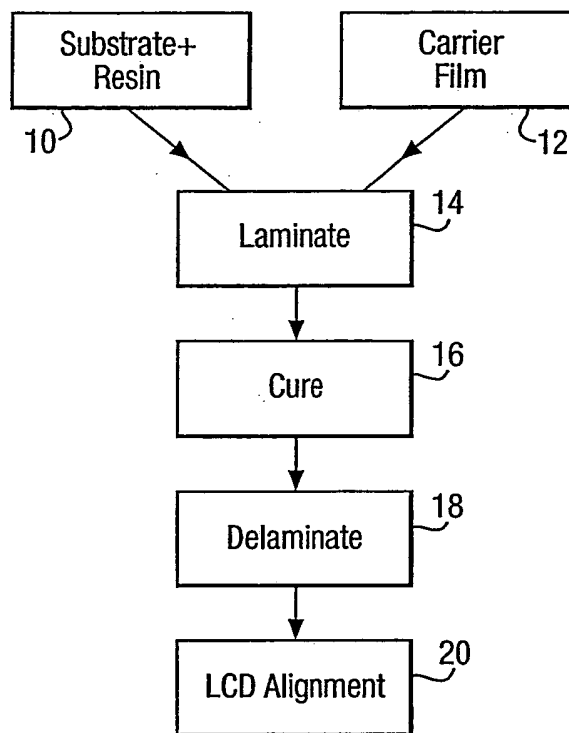 Substrate+
Resin
Carrier
Film
10
12
14
Laminate
16
Cure
18
Delaminate
20
LCD Alignment